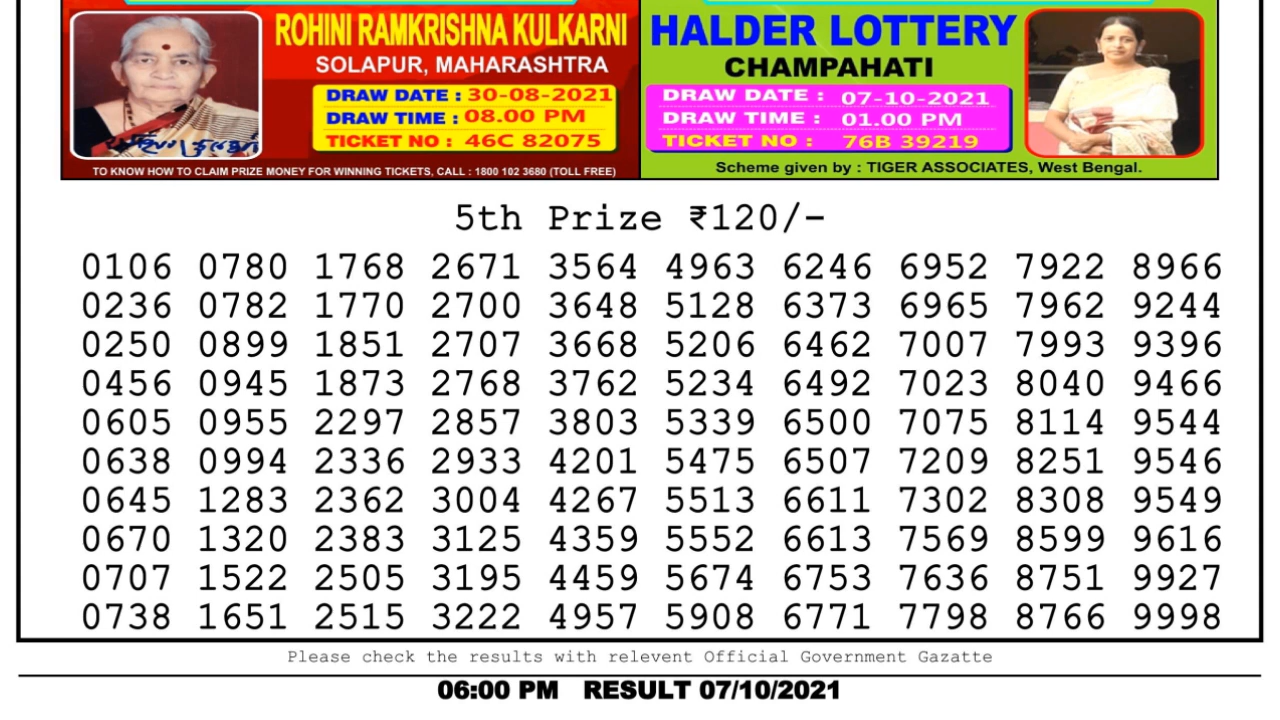 ROHINI RAMKRISHNA KULKARNI
SOLAPUR, MAHARASHTRA
DRAW DATE : 30-08-2021
DRAW TIME : 08.00 PM
TICKET NO : 46C 82075
TO KNOW HOW TO CLAIM PRIZE MONEY FOR WINNING TICKETS, CALL : 1800 102 3680 (TOLL FREE)
HALDER LOTTERY
CHAMPAHATI
DRAW DATE : 07-10-2021
DRAW TIME : 01.00 PM
TICKET NO : 76B 39219
Scheme given by : TIGER ASSOCIATES, West Bengal.
5th Prize ₹120/-
0106 0780 1768 2671 3564 4963 6246 6952 7922 8966
0236 0782 1770 2700 3648 5128 6373 6965 7962 9244
0250 0899 1851 2707 3668 5206 6462 7007 7993 9396
0456 0945 1873 2768 3762 5234 6492 7023 8040 9466
0605 0955 2297 2857 3803 5339 6500 7075 8114 9544
0638 0994 2336 2933 4201 5475 6507 7209 8251 9546
0645 1283 2362 3004 4267 5513 6611 7302 8308 9549
0670 1320 2383 3125 4359 5552 6613 7569 8599 9616
0707 1522 2505 3195 4459 5674 6753 7636 8751 9927
0738 1651 2515 3222 4957 5908 6771 7798 8766 9998
Please check the results with relevent Official Government Gazatte
06:00 PM RESULT 07/10/2021